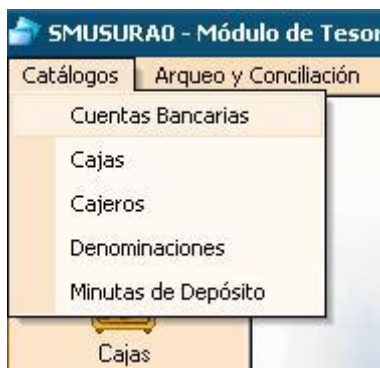 SMUSURA0 - Módulo de Tesor
Catálogos Arqueo y Conciliación
Cuentas Bancarias
Cajas
Cajeros
Denominaciones
Minutas de Depósito
Cajas